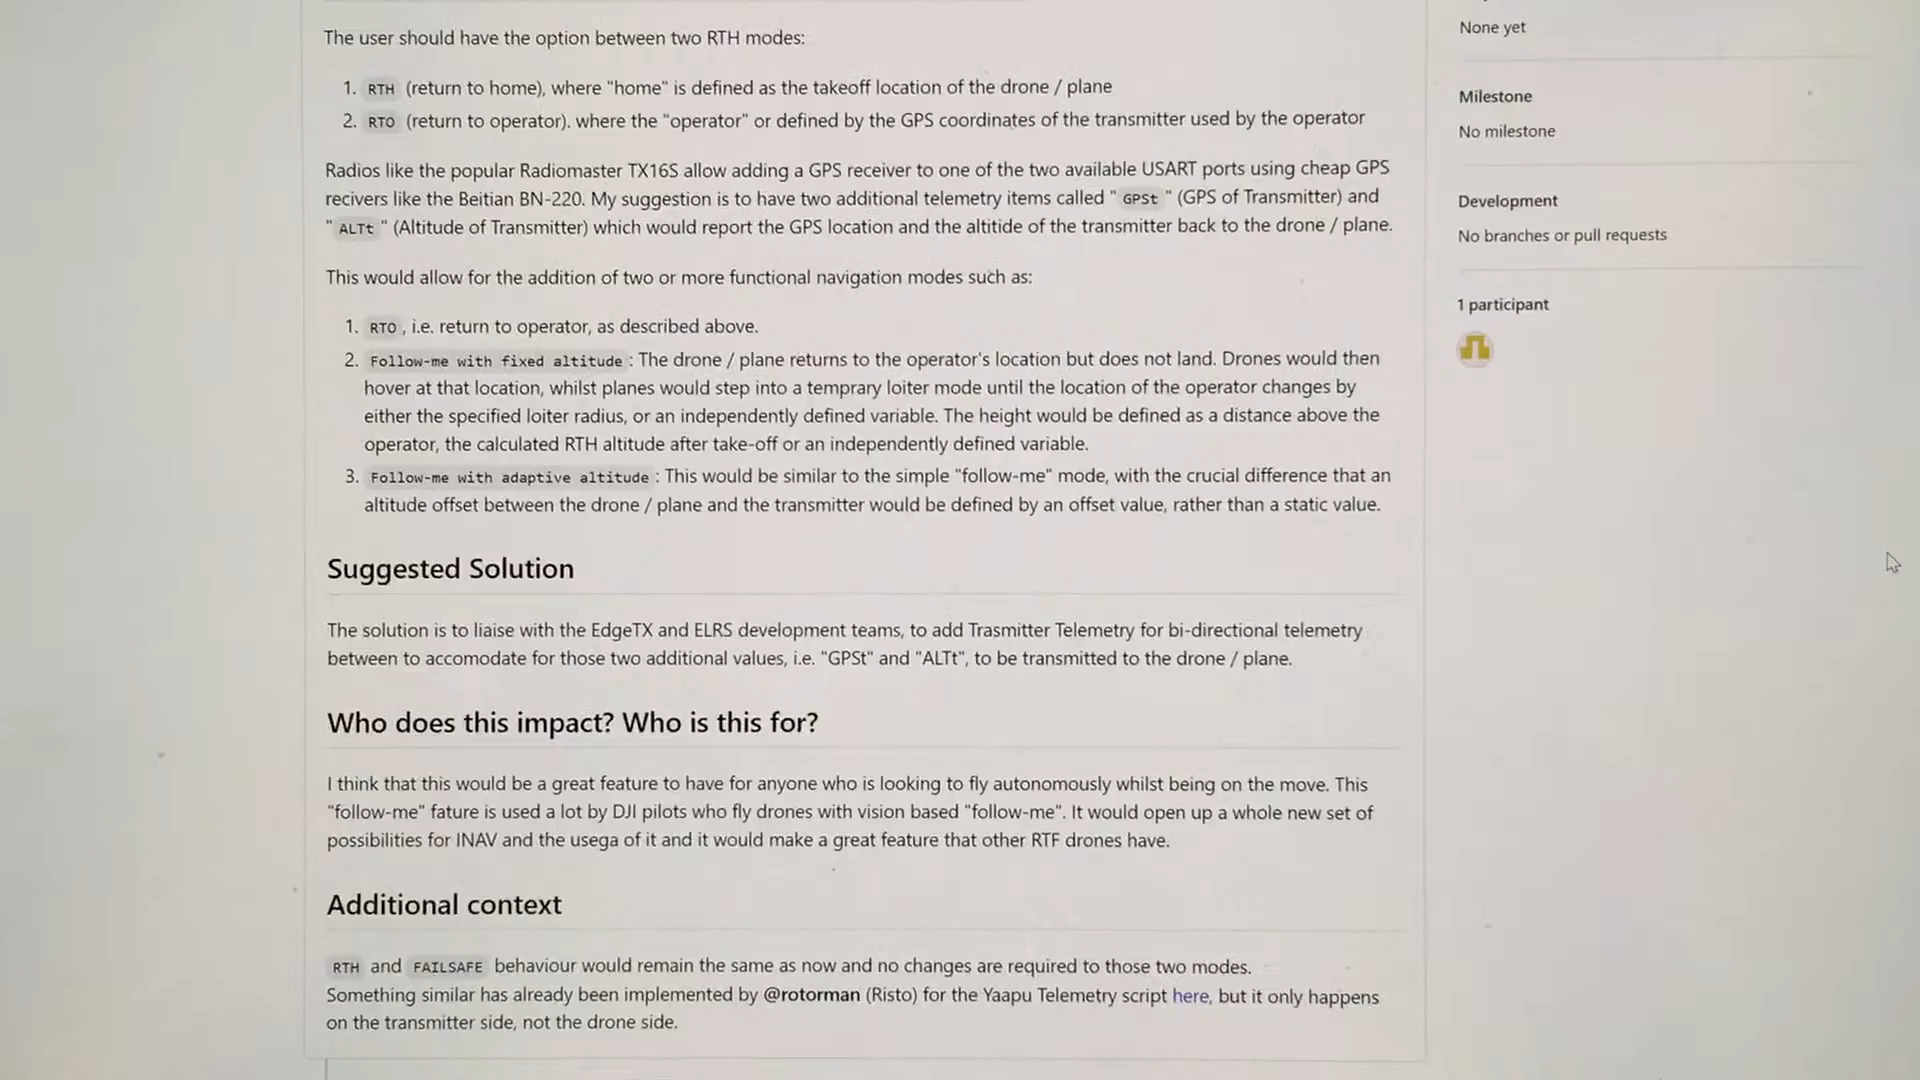 The user should have the option between two RTH modes:
1. RTH (return to home), where "home" is defined as the takeoff location of the drone / plane
2. RTO (return to operator). where the "operator" or defined by the GPS coordinates of the transmitter used by the operator
Radios like the popular Radiomaster TX16S allow adding a GPS receiver to one of the two available USART ports using cheap GPS
recivers like the Beitian BN-220. My suggestion is to have two additional telemetry items called " GPSt " (GPS of Transmitter) and
" ALTt " (Altitude of Transmitter) which would report the GPS location and the altitide of the transmitter back to the drone / plane.
This would allow for the addition of two or more functional navigation modes such as:
1. RTO , i.e. return to operator, as described above.
2. Follow-me with fixed altitude : The drone / plane returns to the operator's location but does not land. Drones would then
hover at that location, whilst planes would step into a temprary loiter mode until the location of the operator changes by
either the specified loiter radius, or an independently defined variable. The height would be defined as a distance above the
operator, the calculated RTH altitude after take-off or an independently defined variable.
3. Follow-me with adaptive altitude : This would be similar to the simple "follow-me" mode, with the crucial difference that an
altitude offset between the drone / plane and the transmitter would be defined by an offset value, rather than a static value.
Suggested Solution
The solution is to liaise with the EdgeTX and ELRS development teams, to add Trasmitter Telemetry for bi-directional telemetry
between to accomodate for those two additional values, i.e. "GPSt" and "ALTt", to be transmitted to the drone / plane.
Who does this impact? Who is this for?
I think that this would be a great feature to have for anyone who is looking to fly autonomously whilst being on the move. This
"follow-me" fature is used a lot by DJI pilots who fly drones with vision based "follow-me". It would open up a whole new set of
possibilities for INAV and the usega of it and it would make a great feature that other RTF drones have.
Additional context
RTH and FAILSAFE behaviour would remain the same as now and no changes are required to those two modes.
Something similar has already been implemented by @rotorman (Risto) for the Yaapu Telemetry script here, but it only happens
on the transmitter side, not the drone side.
None yet
Milestone
No milestone
Development
No branches or pull requests
1 participant